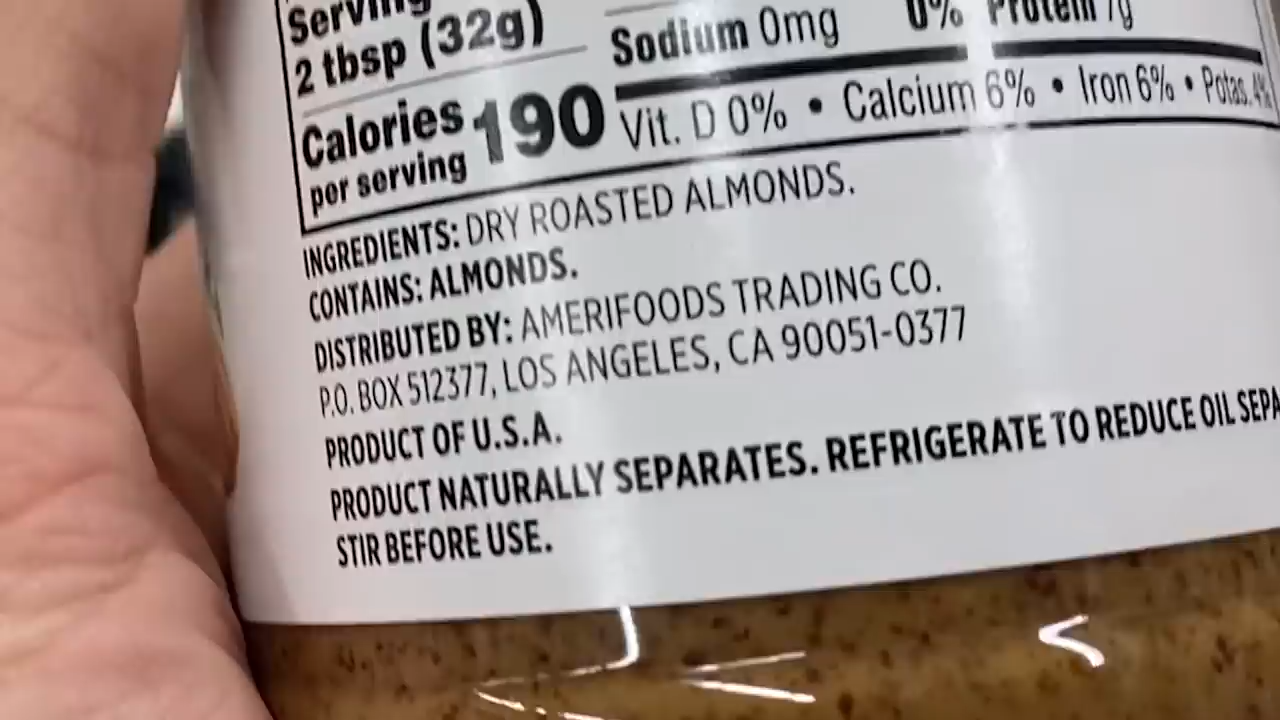 Serving
2 tbsp (32g)
Calories 190
per serving
Sodium 0mg 0% Protein 7g
Vit. D 0% • Calcium 6% • Iron 6% • Potas. 4%
INGREDIENTS: DRY ROASTED ALMONDS.
CONTAINS: ALMONDS.
DISTRIBUTED BY: AMERIFOODS TRADING CO.
P.O. BOX 512377, LOS ANGELES, CA 90051-0377
PRODUCT OF U.S.A.
PRODUCT NATURALLY SEPARATES. REFRIGERATE TO REDUCE OIL SEPA
STIR BEFORE USE.